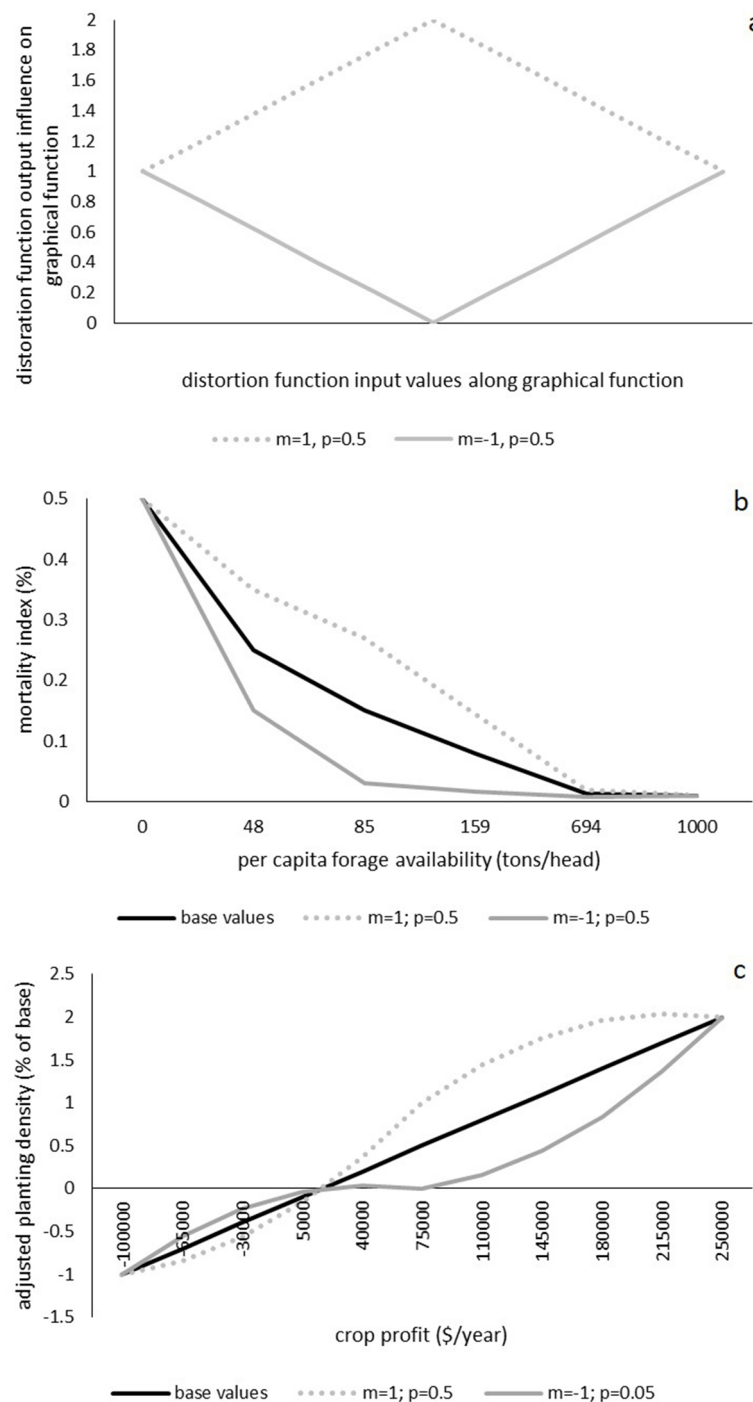 a
distoration function output influence on
graphical function
2
1.8
1.6
1.4
1.2
1
0.8
0.6
0.4
0.2
0
distortion function input values along graphical function
m=1, p=0.5 m=-1, p=0.5
b
mortality index (%)
0.5
0.4
0.3
0.2
0.1
0
0 48 85 159 694 1000
per capita forage availability (tons/head)
base values m=1; p=0.5 m=-1; p=0.5
c
adjusted planting density (% of base)
2.5
2
1.5
1
0.5
0
-0.5
-1
-1.5
-100000 -65000 -30000 5000 40000 75000 110000 145000 180000 215000 250000
crop profit ($/year)
base values m=1; p=0.5 m=-1; p=0.05